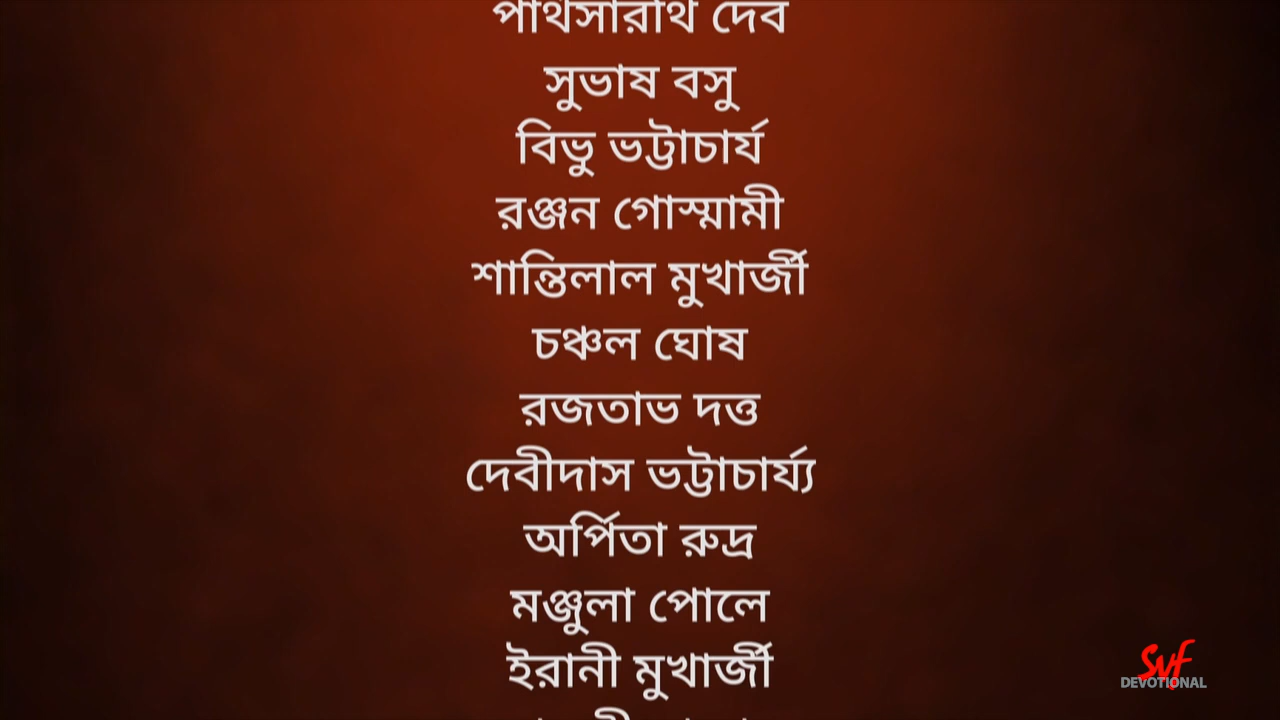 পার্থসারথি দেব
সুভাষ বসু
বিভু ভট্টাচার্য
রঞ্জন গোস্মামী
শান্তিলাল মুখার্জী
চঞ্চল ঘোষ
রজতাভ দত্ত
দেবীদাস ভট্টাচার্য্য
অর্পিতা রুদ্র
মঞ্জুলা পোলে
ইরানী মুখার্জী
Svf
DEVOTIONAL